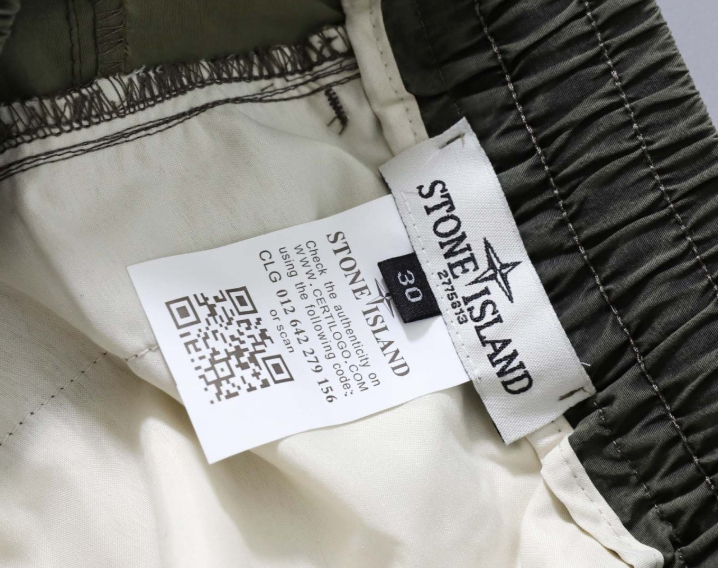 STONE ISLAND
2775613
30
STONE ISLAND
Check the authenticity on
WWW.CERTILOGO.COM
using the following code:
CLG 012 642 279 156
or scan